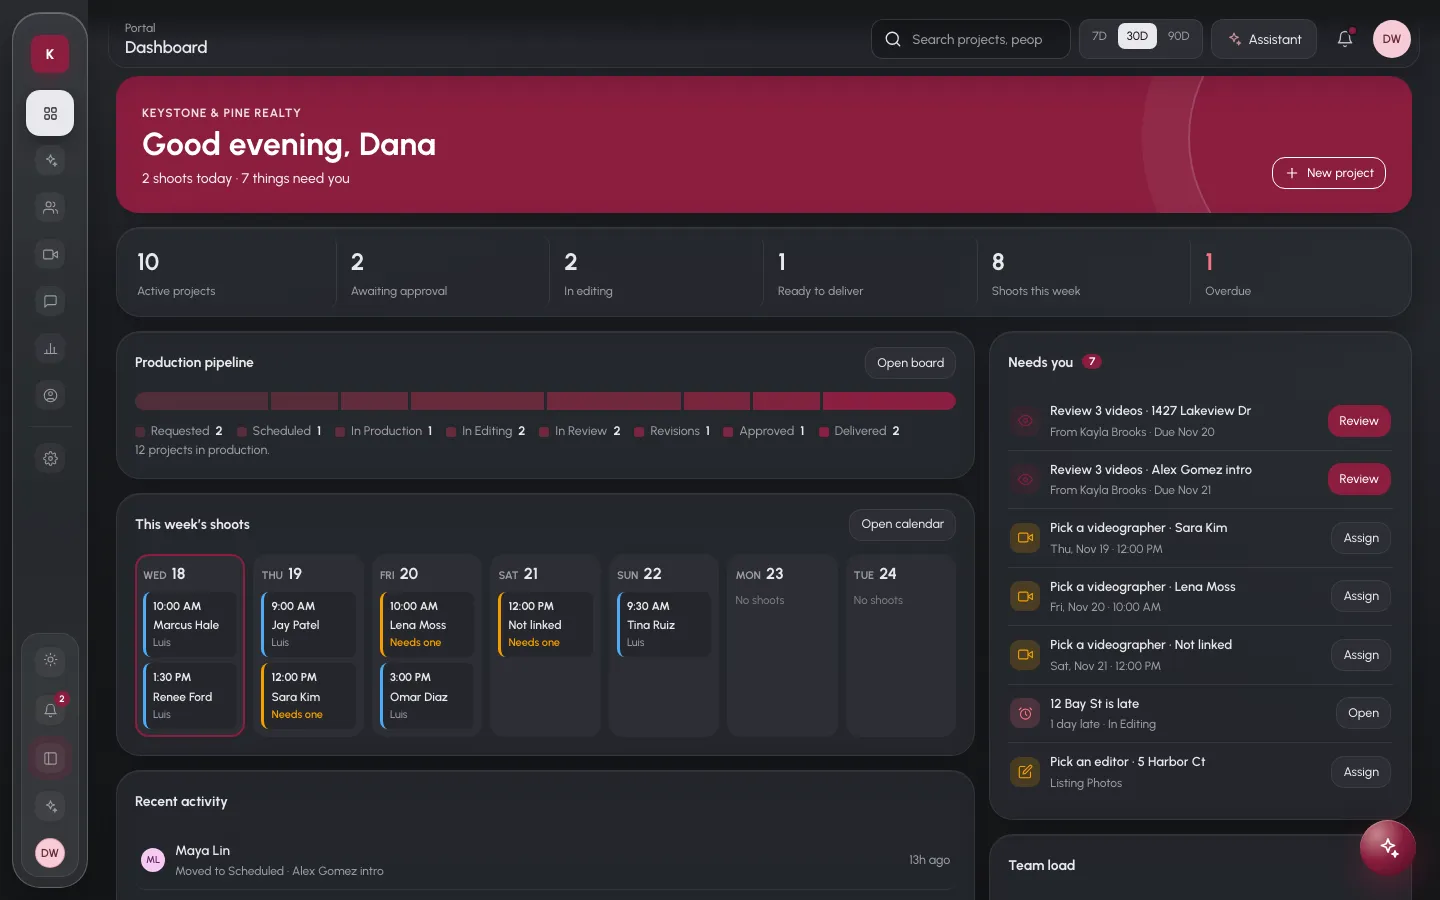 K
Portal
Dashboard
Search projects, peop
7D 30D 90D
Assistant
DW
KEYSTONE & PINE REALTY
Good evening, Dana
2 shoots today · 7 things need you
New project
10
Active projects
2
Awaiting approval
2
In editing
1
Ready to deliver
8
Shoots this week
1
Overdue
Production pipeline
Open board
Requested 2 Scheduled 1 In Production 1 In Editing 2 In Review 2 Revisions 1 Approved 1 Delivered 2
12 projects in production.
This week's shoots
Open calendar
WED 18
10:00 AM
Marcus Hale
Luis
1:30 PM
Renee Ford
Luis
THU 19
9:00 AM
Jay Patel
Luis
12:00 PM
Sara Kim
Needs one
FRI 20
10:00 AM
Lena Moss
Needs one
3:00 PM
Omar Diaz
Luis
SAT 21
12:00 PM
Not linked
Needs one
SUN 22
9:30 AM
Tina Ruiz
Luis
MON 23
No shoots
TUE 24
No shoots
Recent activity
ML
Maya Lin
Moved to Scheduled · Alex Gomez intro
13h ago
Needs you 7
Review 3 videos · 1427 Lakeview Dr
From Kayla Brooks · Due Nov 20
Review
Review 3 videos · Alex Gomez intro
From Kayla Brooks · Due Nov 21
Review
Pick a videographer · Sara Kim
Thu, Nov 19 · 12:00 PM
Assign
Pick a videographer · Lena Moss
Fri, Nov 20 · 10:00 AM
Assign
Pick a videographer · Not linked
Sat, Nov 21 · 12:00 PM
Assign
12 Bay St is late
1 day late · In Editing
Open
Pick an editor · 5 Harbor Ct
Listing Photos
Assign
Team load
2
DW